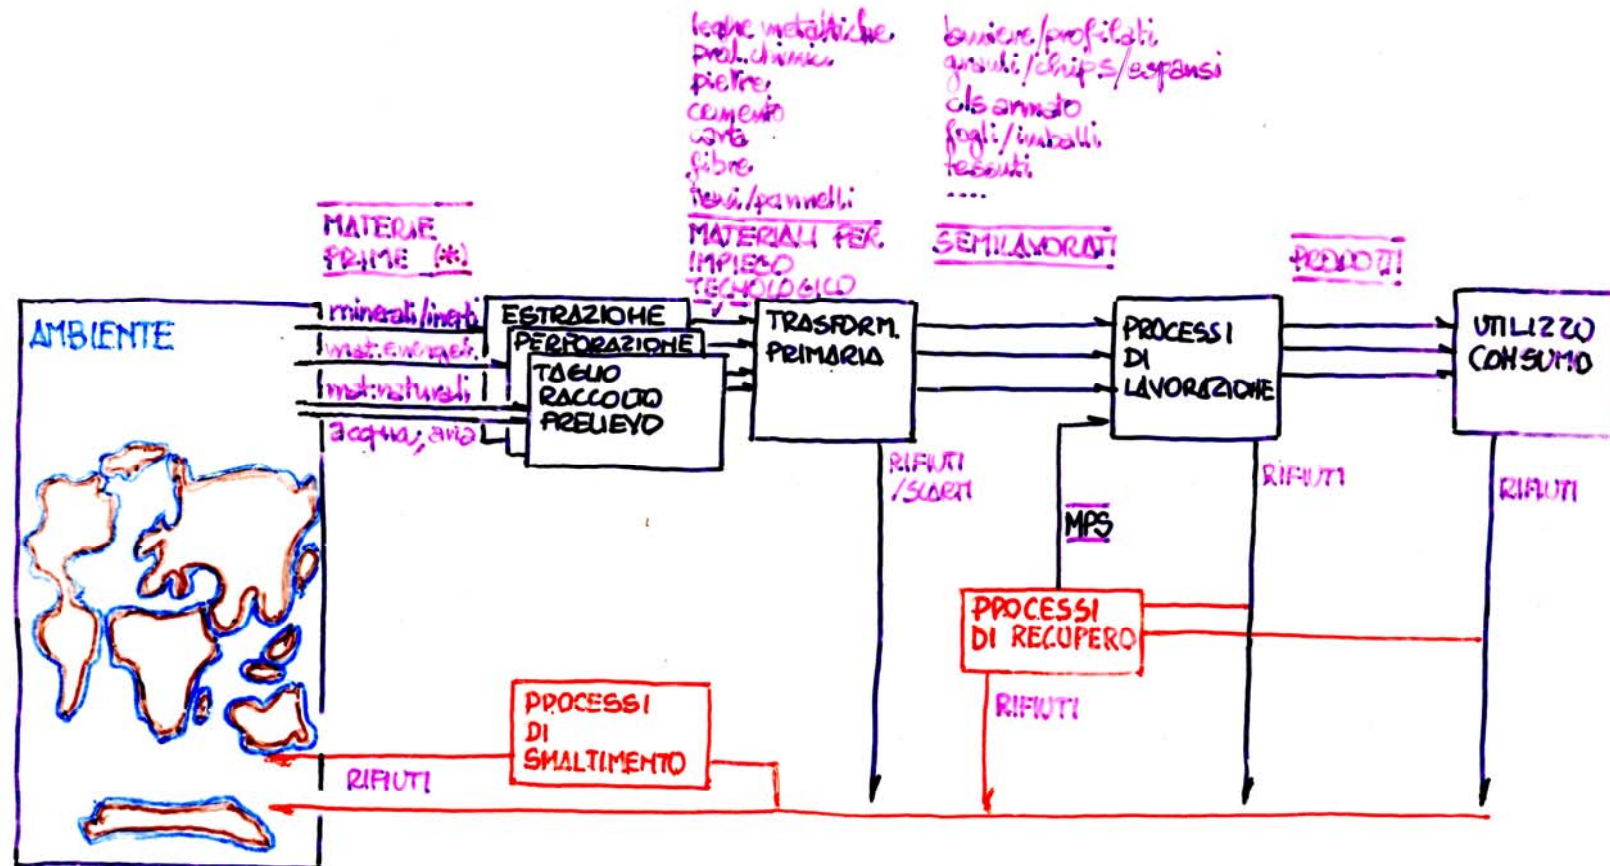 leghe metalliche
prod. chimici
pietre
cemento
carta
fibre
/pannelli
MATERIALI PER
IMPIEGO
TECNOLOGICO
lamiere/profilati
granuli/chips/espansi
cls armato
fogli/imballi
tessuti
....
SEMILAVORATI
PRODOTTI
MATERIE
PRIME (*)
minerali/inerti
mat. energet.
mat. naturali
acqua, aria
AMBIENTE
ESTRAZIONE
PERFORAZIONE
TAGLIO
RACCOLTO
PRELIEVO
TRASFORM.
PRIMARIA
PROCESSI
DI
LAVORAZIONE
UTILIZZO
CONSUMO
RIFIUTI
/SCARTI
RIFIUTI
RIFIUTI
MPS
PROCESSI
DI RECUPERO
RIFIUTI
PROCESSI
DI
SMALTIMENTO
RIFIUTI